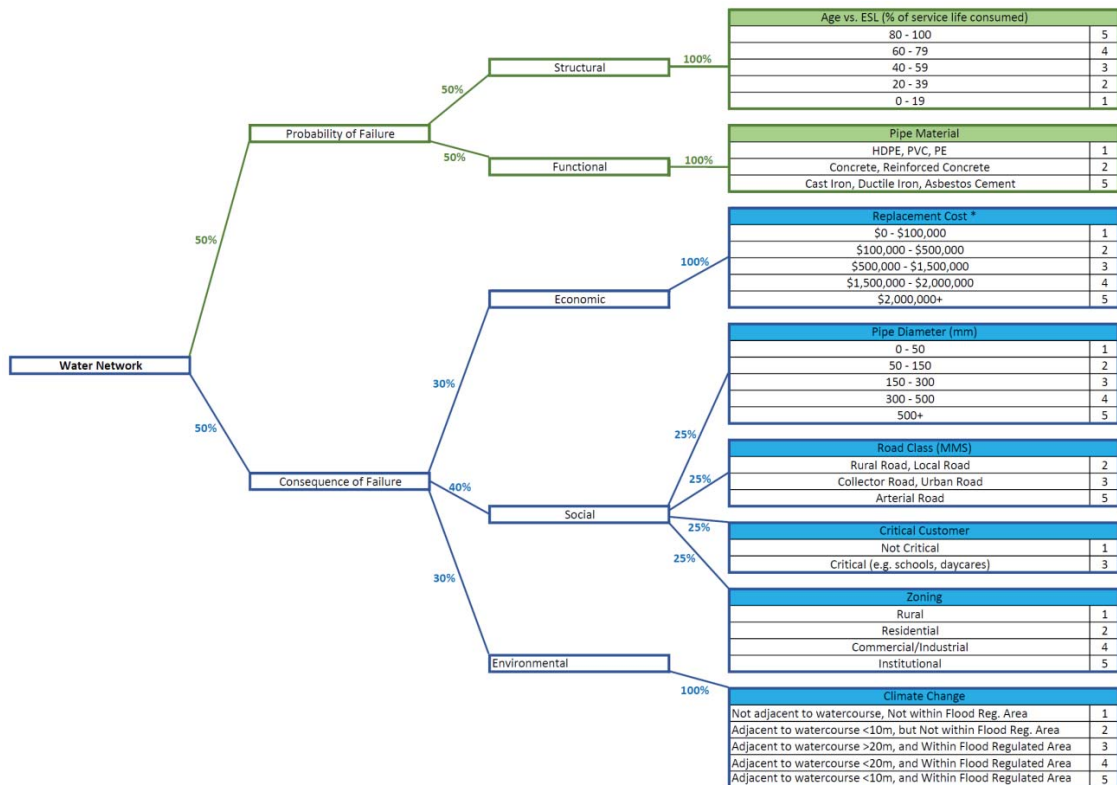 Water Network
50%
50%
Probability of Failure
50%
50%
Structural
100%
Functional
100%
Age vs. ESL (% of service life consumed)
80 - 100 5
60 - 79 4
40 - 59 3
20 - 39 2
0 - 19 1
Pipe Material
HDPE, PVC, PE 1
Concrete, Reinforced Concrete 2
Cast Iron, Ductile Iron, Asbestos Cement 5
Consequence of Failure
30%
40%
30%
Economic
100%
Replacement Cost *
$0 - $100,000 1
$100,000 - $500,000 2
$500,000 - $1,500,000 3
$1,500,000 - $2,000,000 4
$2,000,000+ 5
Social
25%
25%
25%
25%
Pipe Diameter (mm)
0 - 50 1
50 - 150 2
150 - 300 3
300 - 500 4
500+ 5
Road Class (MMS)
Rural Road, Local Road 2
Collector Road, Urban Road 3
Arterial Road 5
Critical Customer
Not Critical 1
Critical (e.g. schools, daycares) 3
Zoning
Rural 1
Residential 2
Commercial/Industrial 4
Institutional 5
Environmental
100%
Climate Change
Not adjacent to watercourse, Not within Flood Reg. Area 1
Adjacent to watercourse <10m, but Not within Flood Reg. Area 2
Adjacent to watercourse >20m, and Within Flood Regulated Area 3
Adjacent to watercourse <20m, and Within Flood Regulated Area 4
Adjacent to watercourse <10m, and Within Flood Regulated Area 5